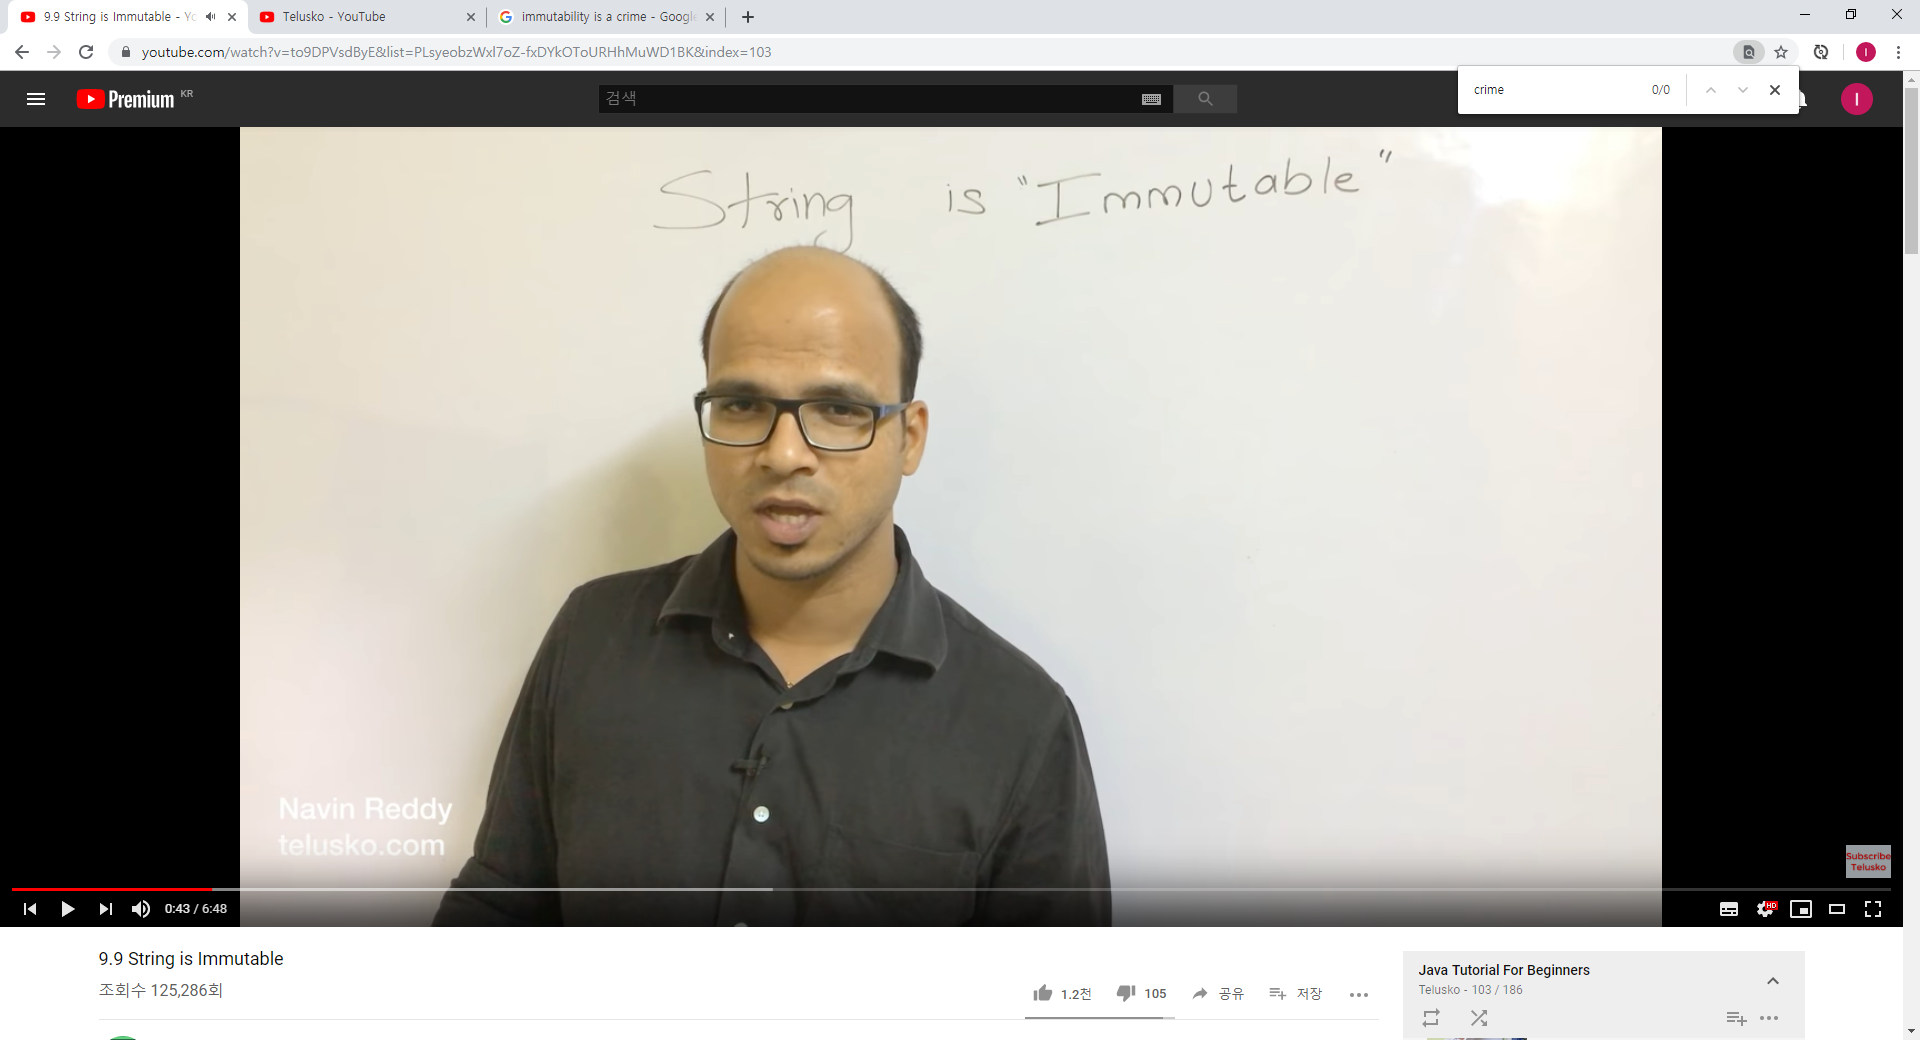 9.9 String is Immutable - Yo
Telusko - YouTube
immutability is a crime - Googl
youtube.com/watch?v=to9DPVsdByE&list=PLsyeobzWxl7oZ-fxDYkOToURHhMuWD1BK&index=103
I
crime
0/0
Premium KR
검색
I
String is "Immutable"
Navin Reddy
telusko.com
Subscribe
Telusko
0:43 / 6:48
HD
9.9 String is Immutable
조회수 125,286회
1.2천
105
공유
저장
Java Tutorial For Beginners
Telusko - 103 / 186